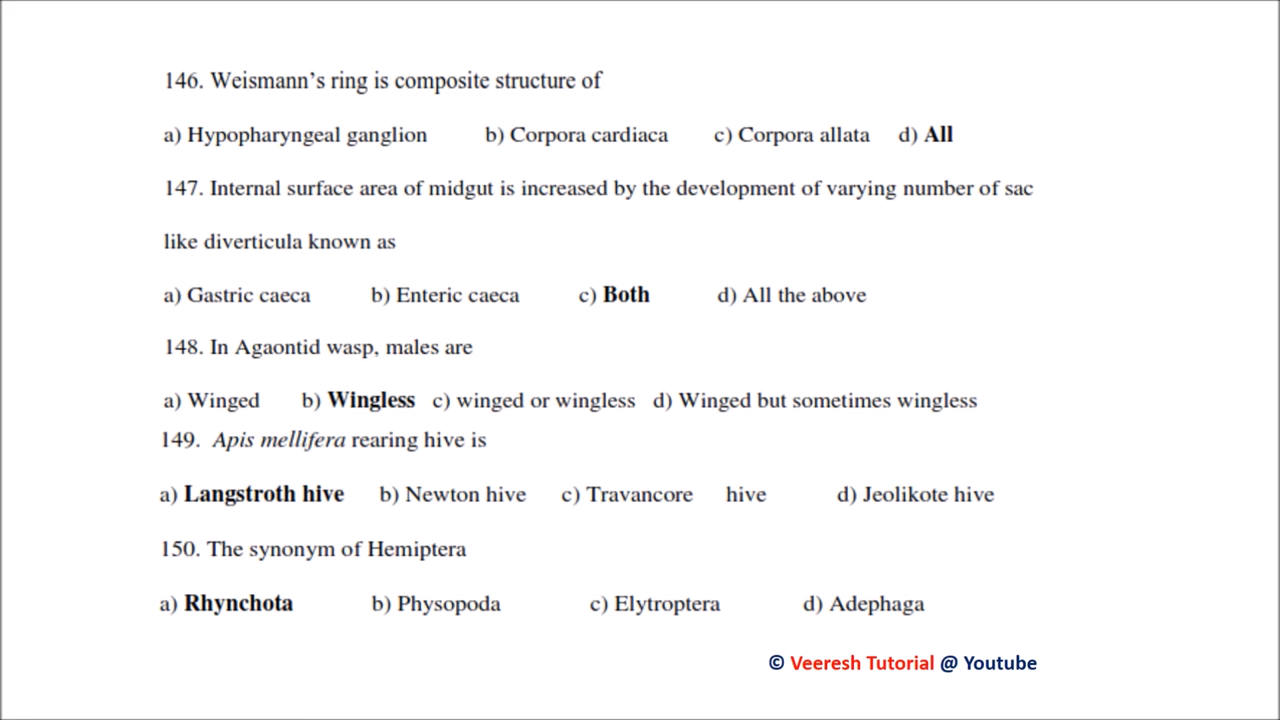 146. Weismann’s ring is composite structure of
a) Hypopharyngeal ganglion b) Corpora cardiaca c) Corpora allata d) All
147. Internal surface area of midgut is increased by the development of varying number of sac
like diverticula known as
a) Gastric caeca b) Enteric caeca c) Both d) All the above
148. In Agaontid wasp, males are
a) Winged b) Wingless c) winged or wingless d) Winged but sometimes wingless
149. Apis mellifera rearing hive is
a) Langstroth hive b) Newton hive c) Travancore hive d) Jeolikote hive
150. The synonym of Hemiptera
a) Rhynchota b) Physopoda c) Elytroptera d) Adephaga
© Veeresh Tutorial @ Youtube